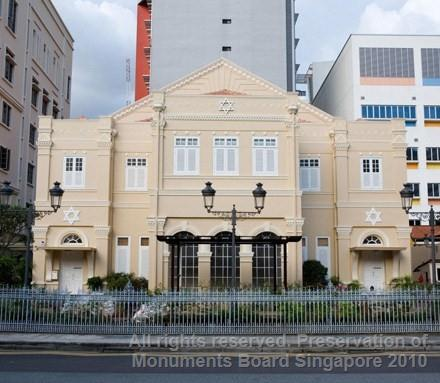 All rights reserved. Preservation of
Monuments Board Singapore 2010